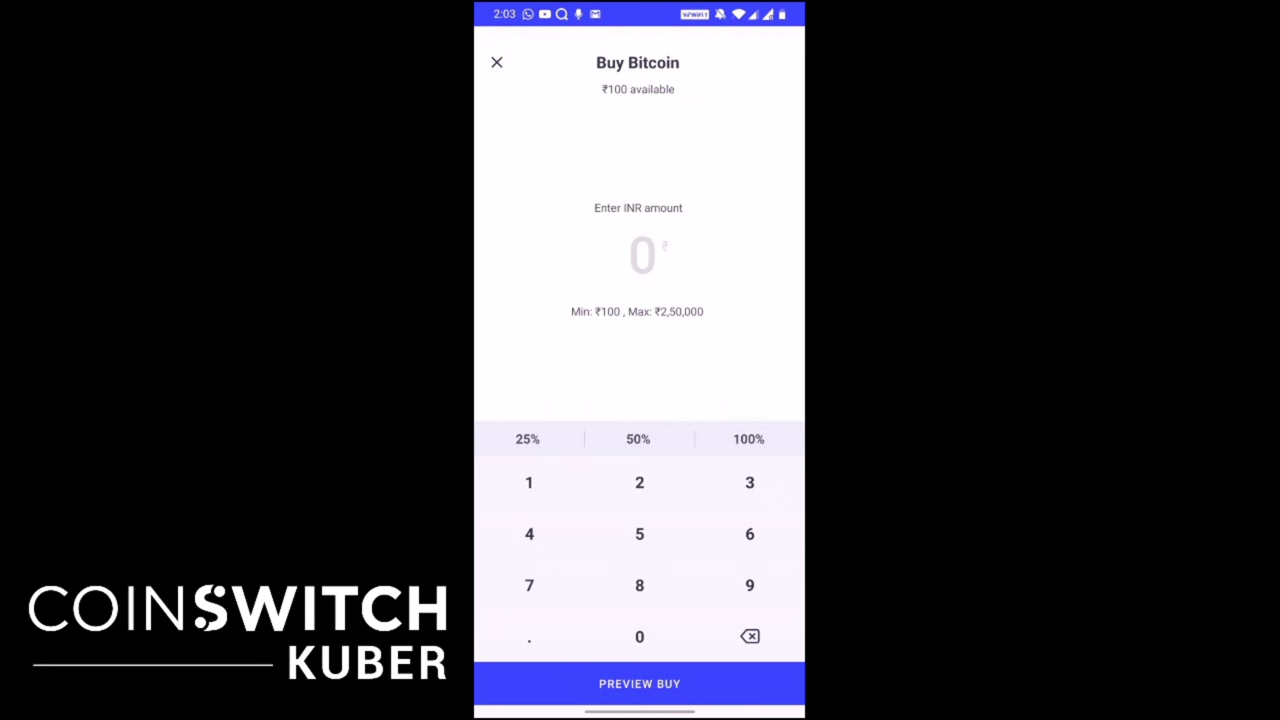 2:03
Buy Bitcoin
₹100 available
Enter INR amount
0 ₹
Min: ₹100 , Max: ₹2,50,000
25% 50% 100%
1 2 3
4 5 6
7 8 9
. 0
PREVIEW BUY
COINSWITCH
KUBER